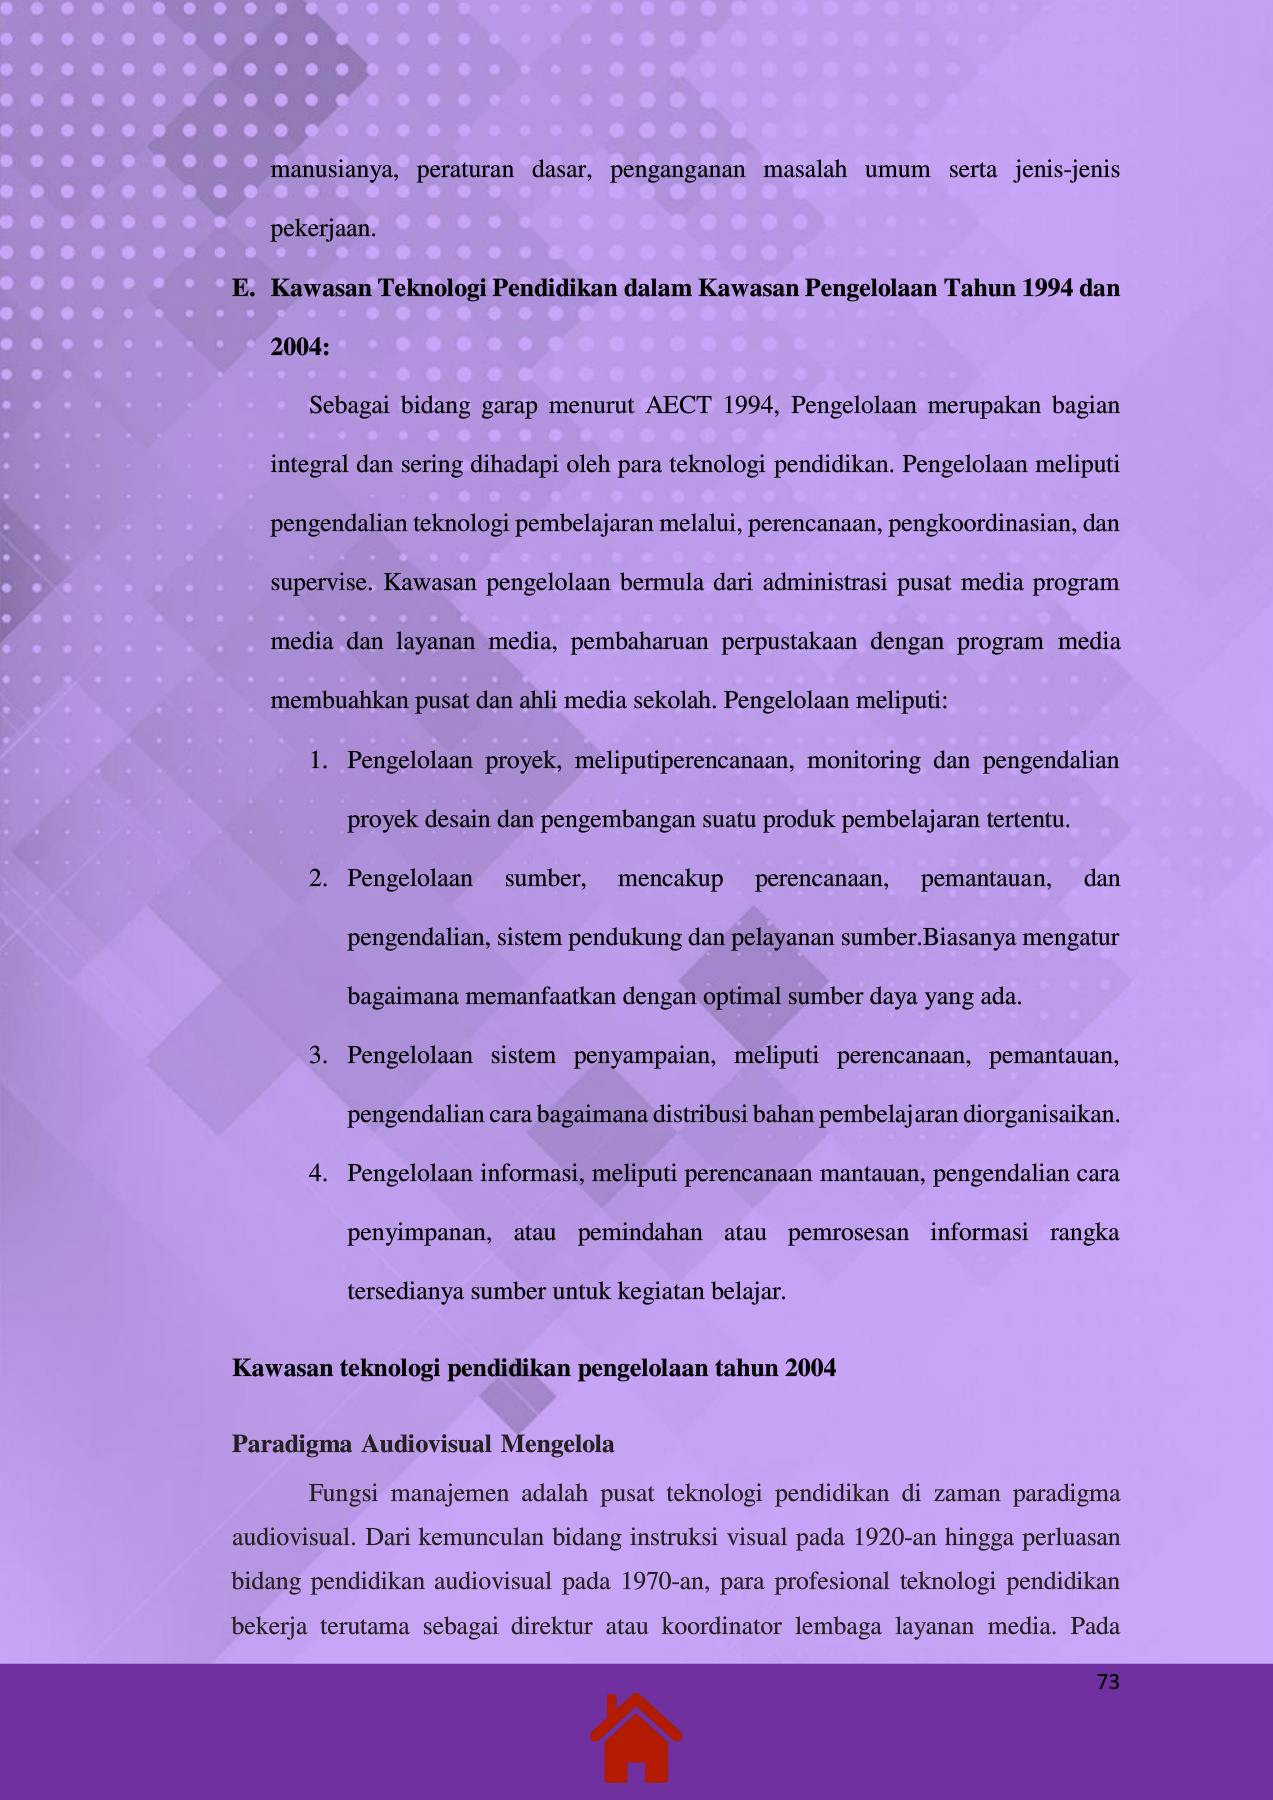 manusianya, peraturan dasar, penganganan masalah umum serta jenis-jenis
pekerjaan.
E. Kawasan Teknologi Pendidikan dalam Kawasan Pengelolaan Tahun 1994 dan
2004:
Sebagai bidang garap menurut AECT 1994, Pengelolaan merupakan bagian
integral dan sering dihadapi oleh para teknologi pendidikan. Pengelolaan meliputi
pengendalian teknologi pembelajaran melalui, perencanaan, pengkoordinasian, dan
supervise. Kawasan pengelolaan bermula dari administrasi pusat media program
media dan layanan media, pembaharuan perpustakaan dengan program media
membuahkan pusat dan ahli media sekolah. Pengelolaan meliputi:
1. Pengelolaan proyek, meliputiperencanaan, monitoring dan pengendalian
proyek desain dan pengembangan suatu produk pembelajaran tertentu.
2. Pengelolaan sumber, mencakup perencanaan, pemantauan, dan
pengendalian, sistem pendukung dan pelayanan sumber.Biasanya mengatur
bagaimana memanfaatkan dengan optimal sumber daya yang ada.
3. Pengelolaan sistem penyampaian, meliputi perencanaan, pemantauan,
pengendalian cara bagaimana distribusi bahan pembelajaran diorganisaikan.
4. Pengelolaan informasi, meliputi perencanaan mantauan, pengendalian cara
penyimpanan, atau pemindahan atau pemrosesan informasi rangka
tersedianya sumber untuk kegiatan belajar.
Kawasan teknologi pendidikan pengelolaan tahun 2004
Paradigma Audiovisual Mengelola
Fungsi manajemen adalah pusat teknologi pendidikan di zaman paradigma
audiovisual. Dari kemunculan bidang instruksi visual pada 1920-an hingga perluasan
bidang pendidikan audiovisual pada 1970-an, para profesional teknologi pendidikan
bekerja terutama sebagai direktur atau koordinator lembaga layanan media. Pada
73